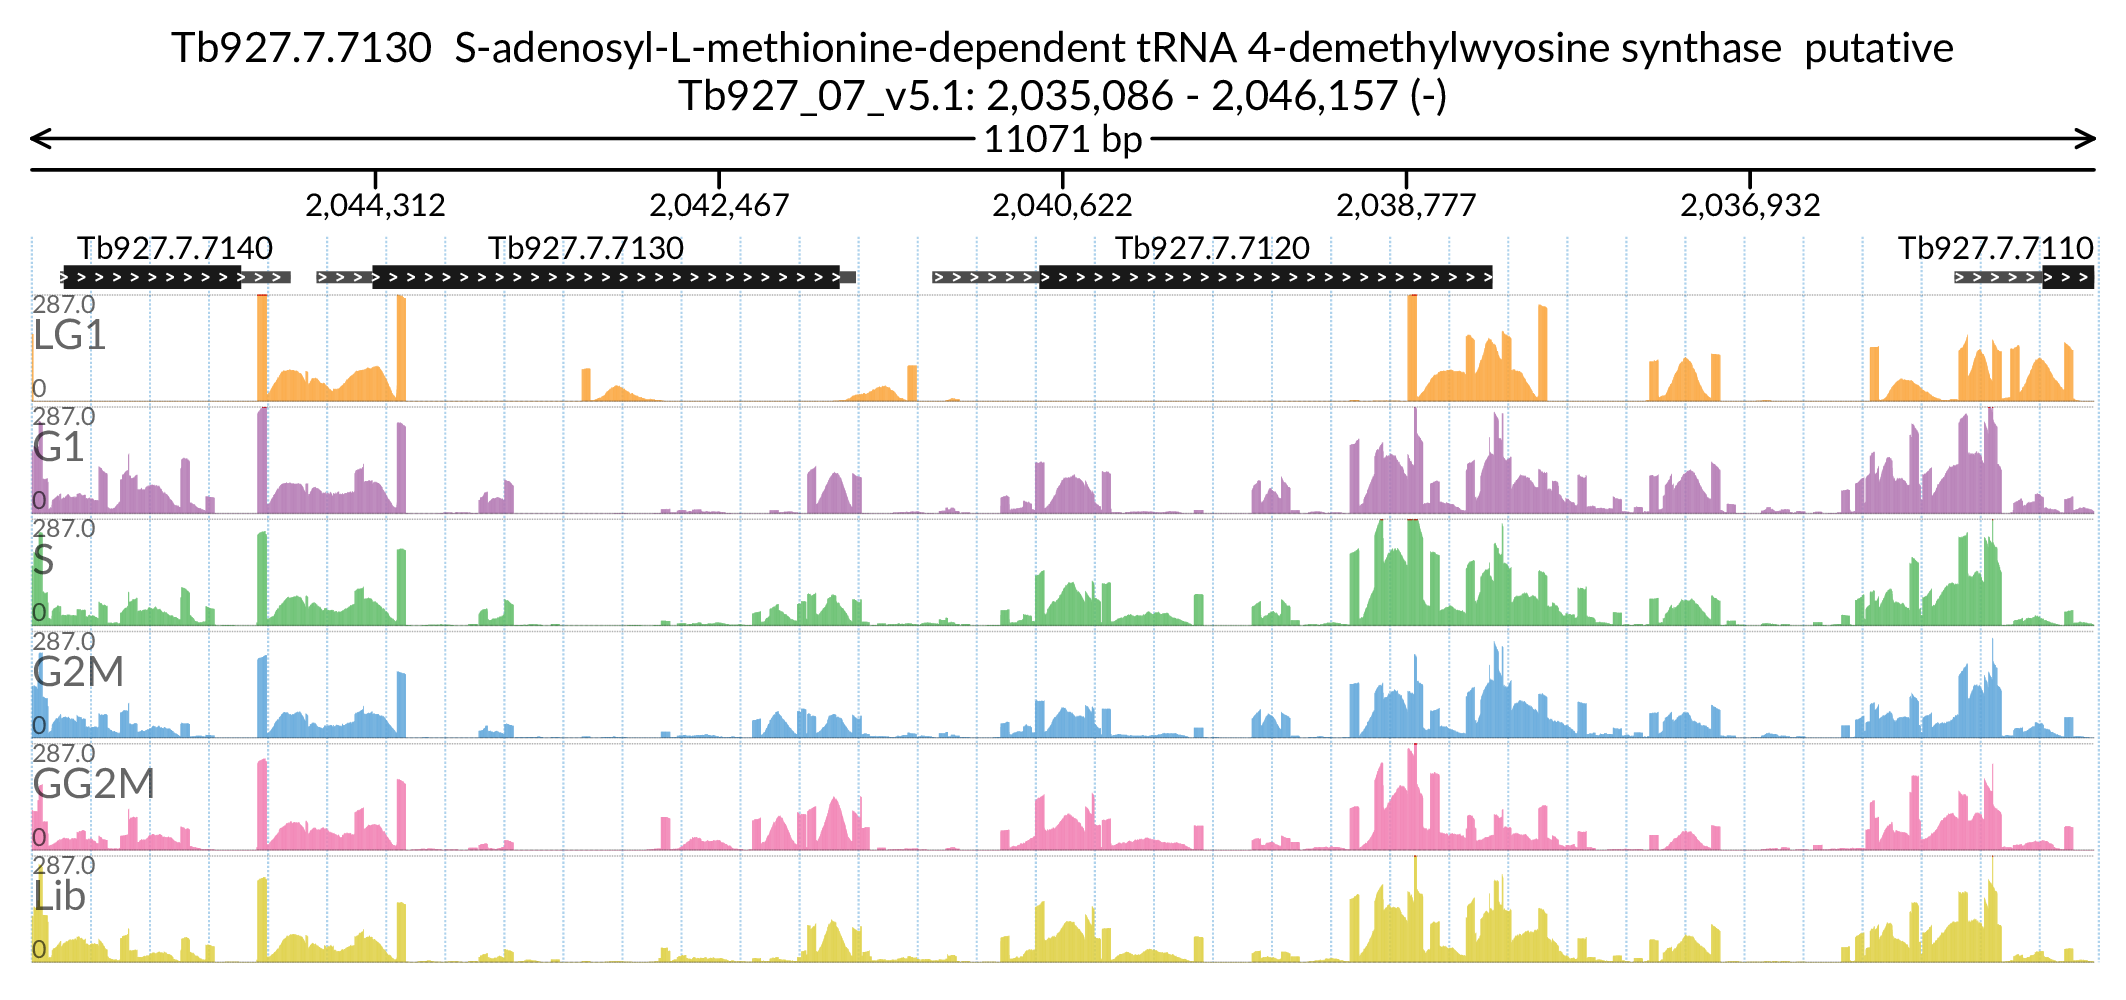 Tb927.7.7130  S-adenosyl-L-methionine-dependent tRNA 4-demethylwyosine synthase  putative
Tb927_07_v5.1: 2,035,086 - 2,046,157 (-)
11071 bp
2,044,312 2,042,467 2,040,622 2,038,777 2,036,932
Tb927.7.7140 Tb927.7.7130 Tb927.7.7120 Tb927.7.7110
287.0
LG1
0
287.0
G1
0
287.0
S
0
287.0
G2M
0
287.0
GG2M
0
287.0
Lib
0